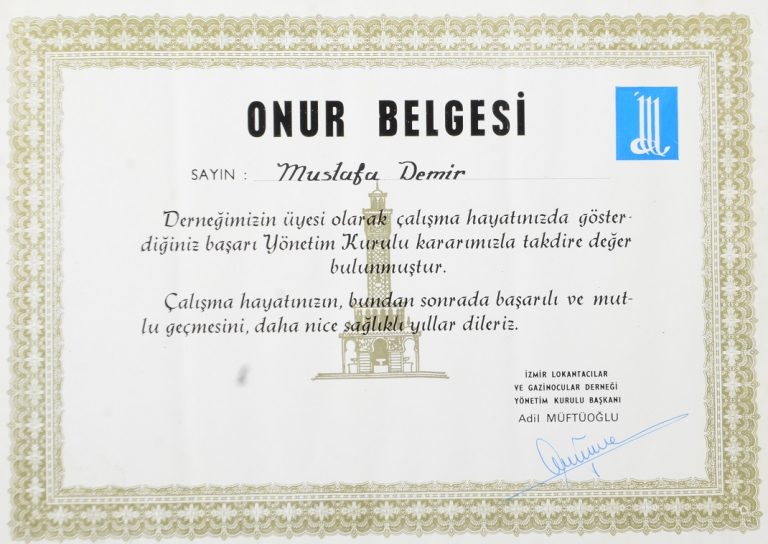 ONUR BELGESİ
SAYIN : Mustafa Demir
Derneğimizin üyesi olarak çalışma hayatınızda göster-
diğiniz başarı Yönetim Kurulu kararımızla takdire değer
bulunmuştur.
Çalışma hayatınızın, bundan sonrada başarılı ve mut-
lu geçmesini, daha nice sağlıklı yıllar dileriz.
İZMİR LOKANTACILAR
VE GAZİNOCULAR DERNEĞİ
YÖNETİM KURULU BAŞKANI
Adil MÜFTÜOĞLU